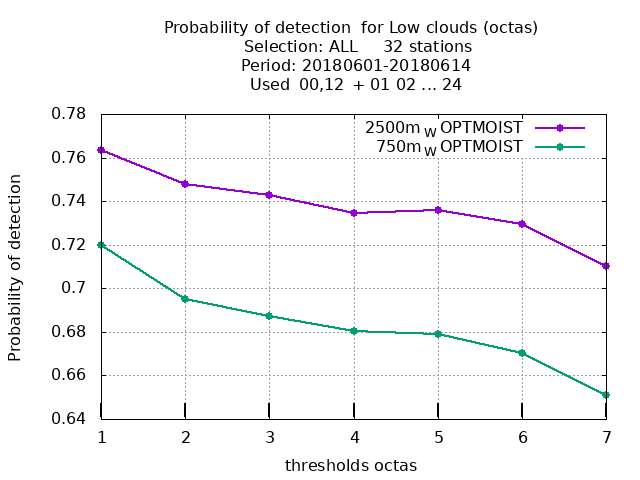 Probability of detection  for Low clouds (octas)
Selection: ALL     32 stations
Period: 20180601-20180614
Used  00,12  + 01 02 ... 24
0.78
0.76
0.74
0.72
0.7
0.68
0.66
0.64
Probability of detection
2500m W OPTMOIST
750m W OPTMOIST
1 2 3 4 5 6 7
thresholds octas